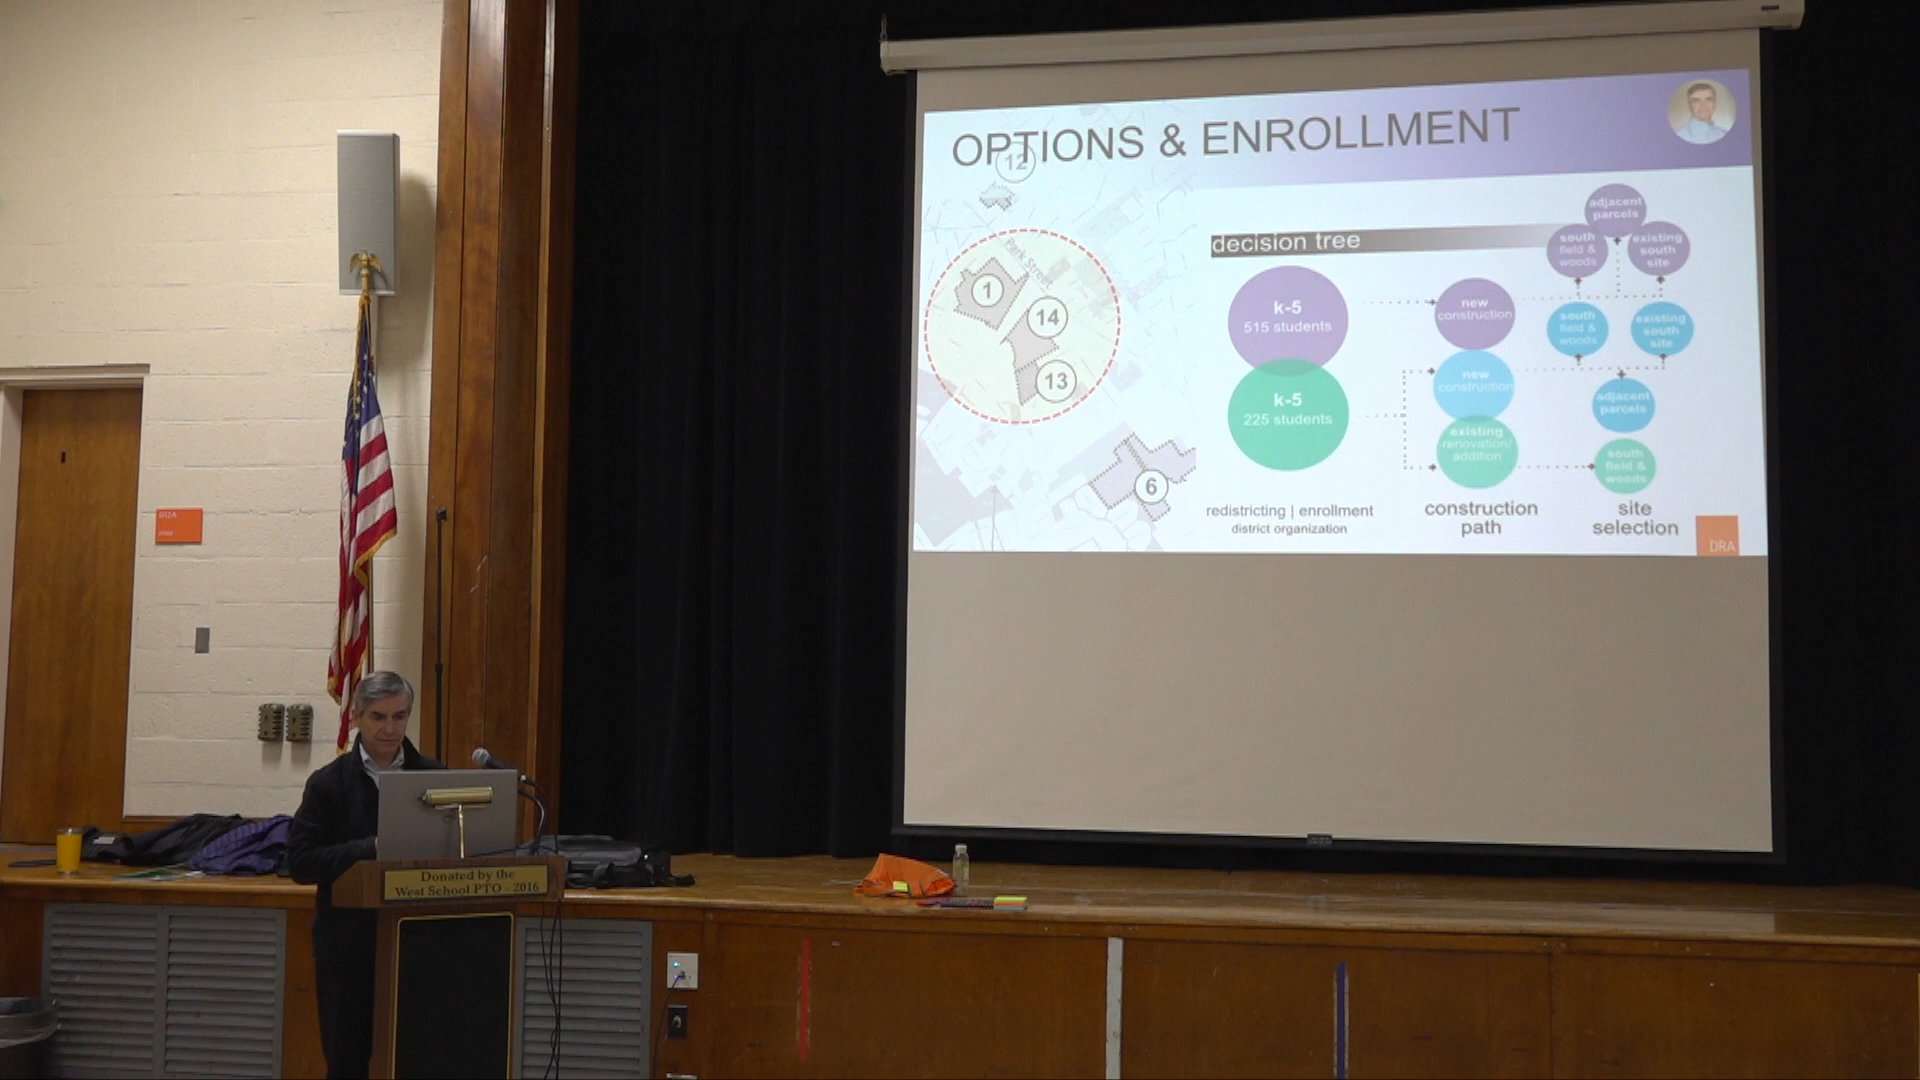 OPTIONS & ENROLLMENT
12
Park Street
1
14
13
6
decision tree
k-5
515 students
k-5
225 students
new
construction
new
construction
existing
renovation/
addition
adjacent
parcels
south
field &
woods
existing
south
site
south
field &
woods
existing
south
site
adjacent
parcels
south
field &
woods
redistricting | enrollment
district organization
construction
path
site
selection
DRA
012A
Donated by the
West School PTO - 2016